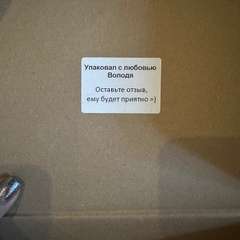 Упаковал с любовью
Володя
Оставьте отзыв,
ему будет приятно =)